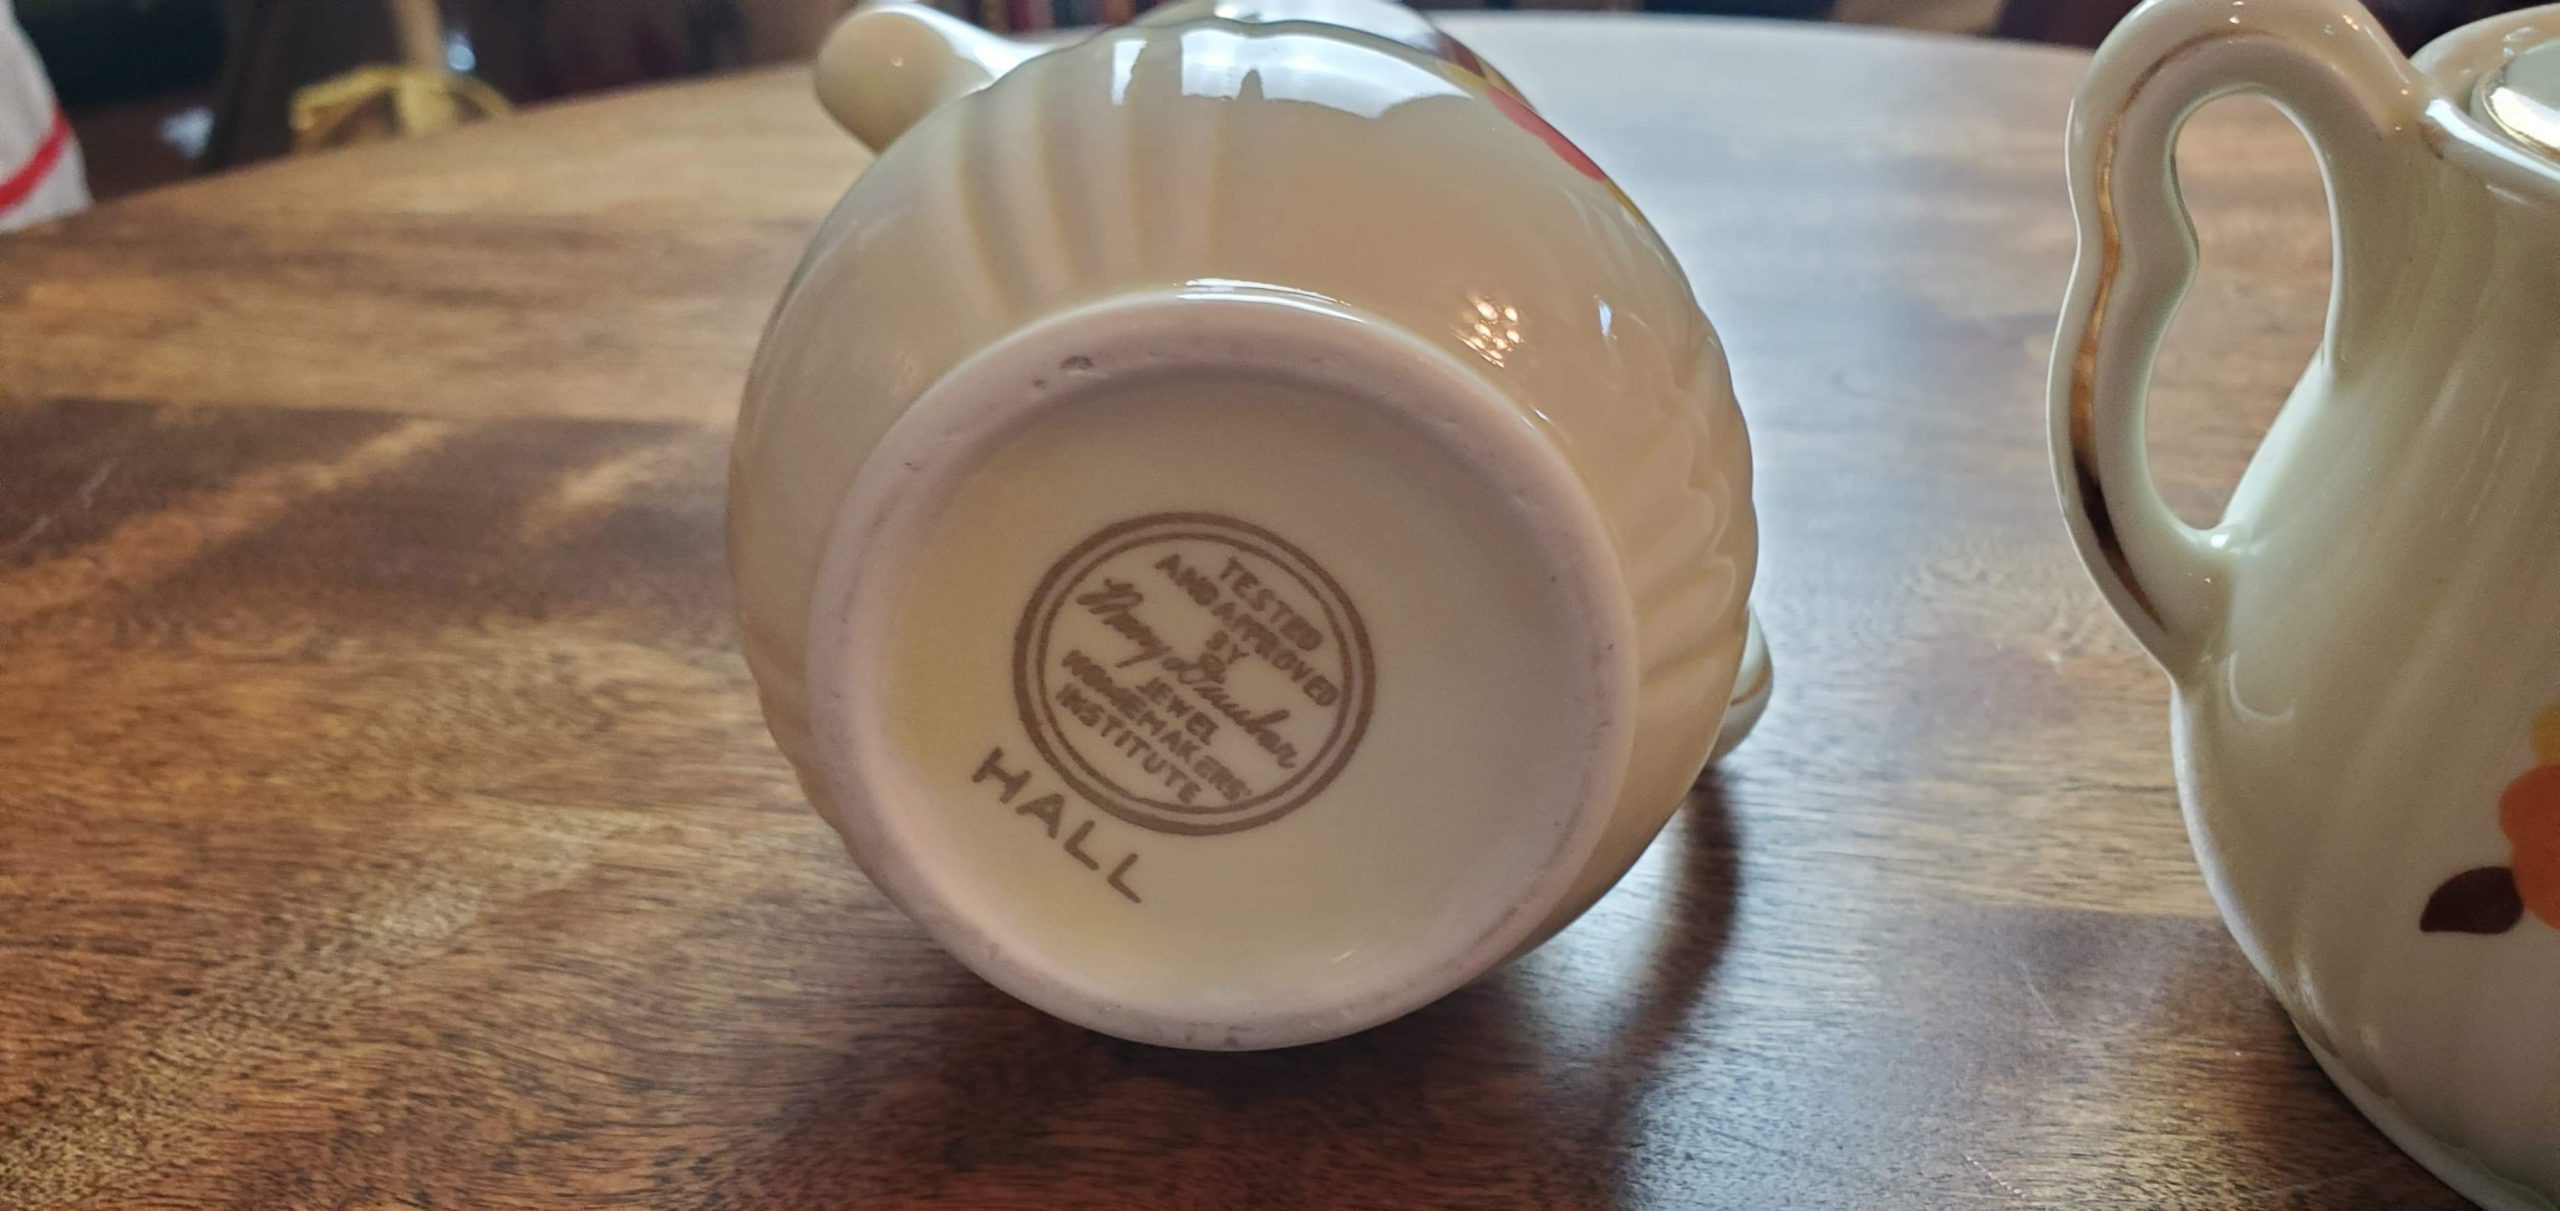 TESTED
AND APPROVED
BY
Mary Dunbar
JEWEL
HOMEMAKERS'
INSTITUTE
HALL